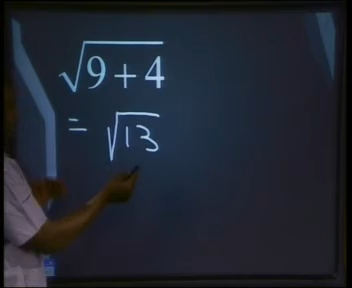 √9+4
= √13